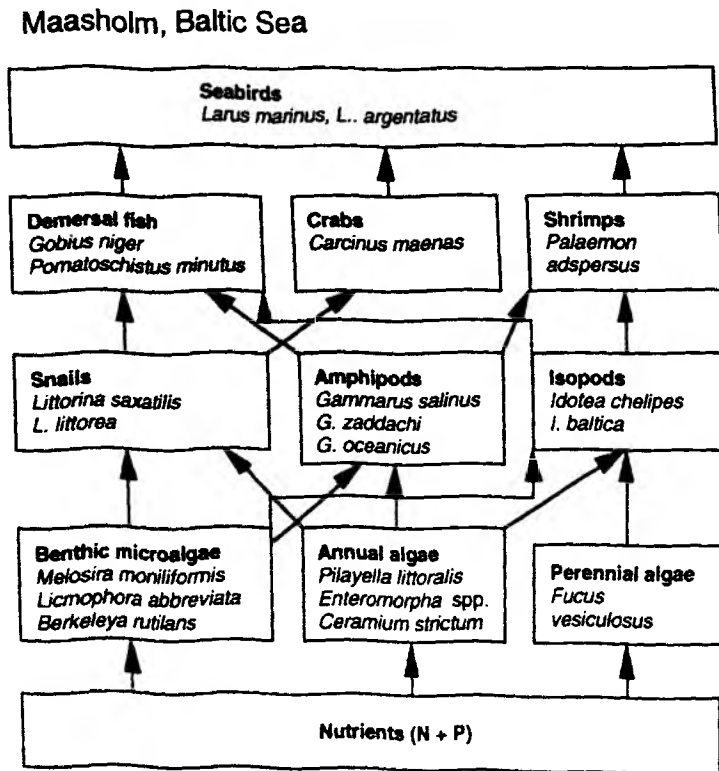 Maasholm, Baltic Sea
Seabirds
Larus marinus, L.. argentatus
Demersal fish
Gobius niger
Pomatoschistus minutus
Crabs
Carcinus maenas
Shrimps
Palaemon
adspersus
Snails
Littorina saxatilis
L. littorea
Amphipods
Gammarus salinus
G. zaddachi
G. oceanicus
Isopods
Idotea chelipes
I. baltica
Benthic microalgae
Melosira moniliformis
Licmophora abbreviata
Berkeleya rutilans
Annual algae
Pilayella littoralis
Enteromorpha spp.
Ceramium strictum
Perennial algae
Fucus
vesiculosus
Nutrients (N + P)